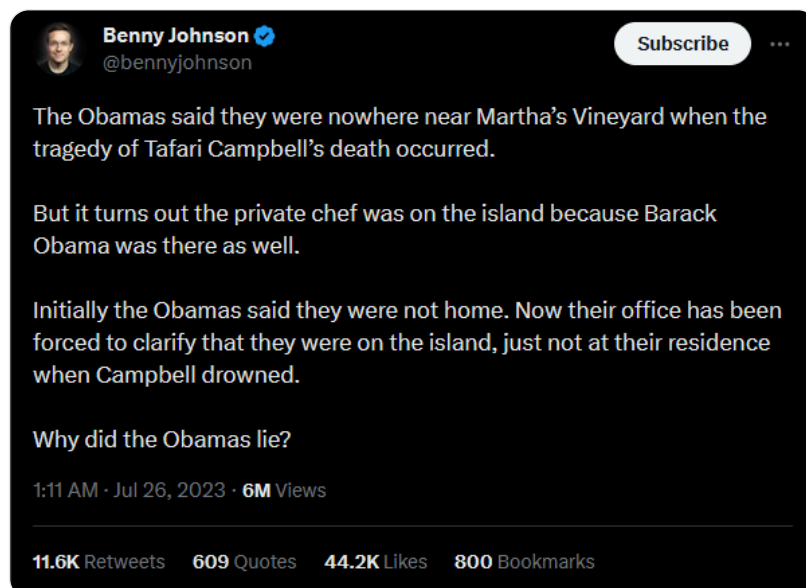 Benny Johnson
@bennyjohnson
Subscribe
The Obamas said they were nowhere near Martha’s Vineyard when the
tragedy of Tafari Campbell’s death occurred.
But it turns out the private chef was on the island because Barack
Obama was there as well.
Initially the Obamas said they were not home. Now their office has been
forced to clarify that they were on the island, just not at their residence
when Campbell drowned.
Why did the Obamas lie?
1:11 AM · Jul 26, 2023 · 6M Views
11.6K Retweets 609 Quotes 44.2K Likes 800 Bookmarks